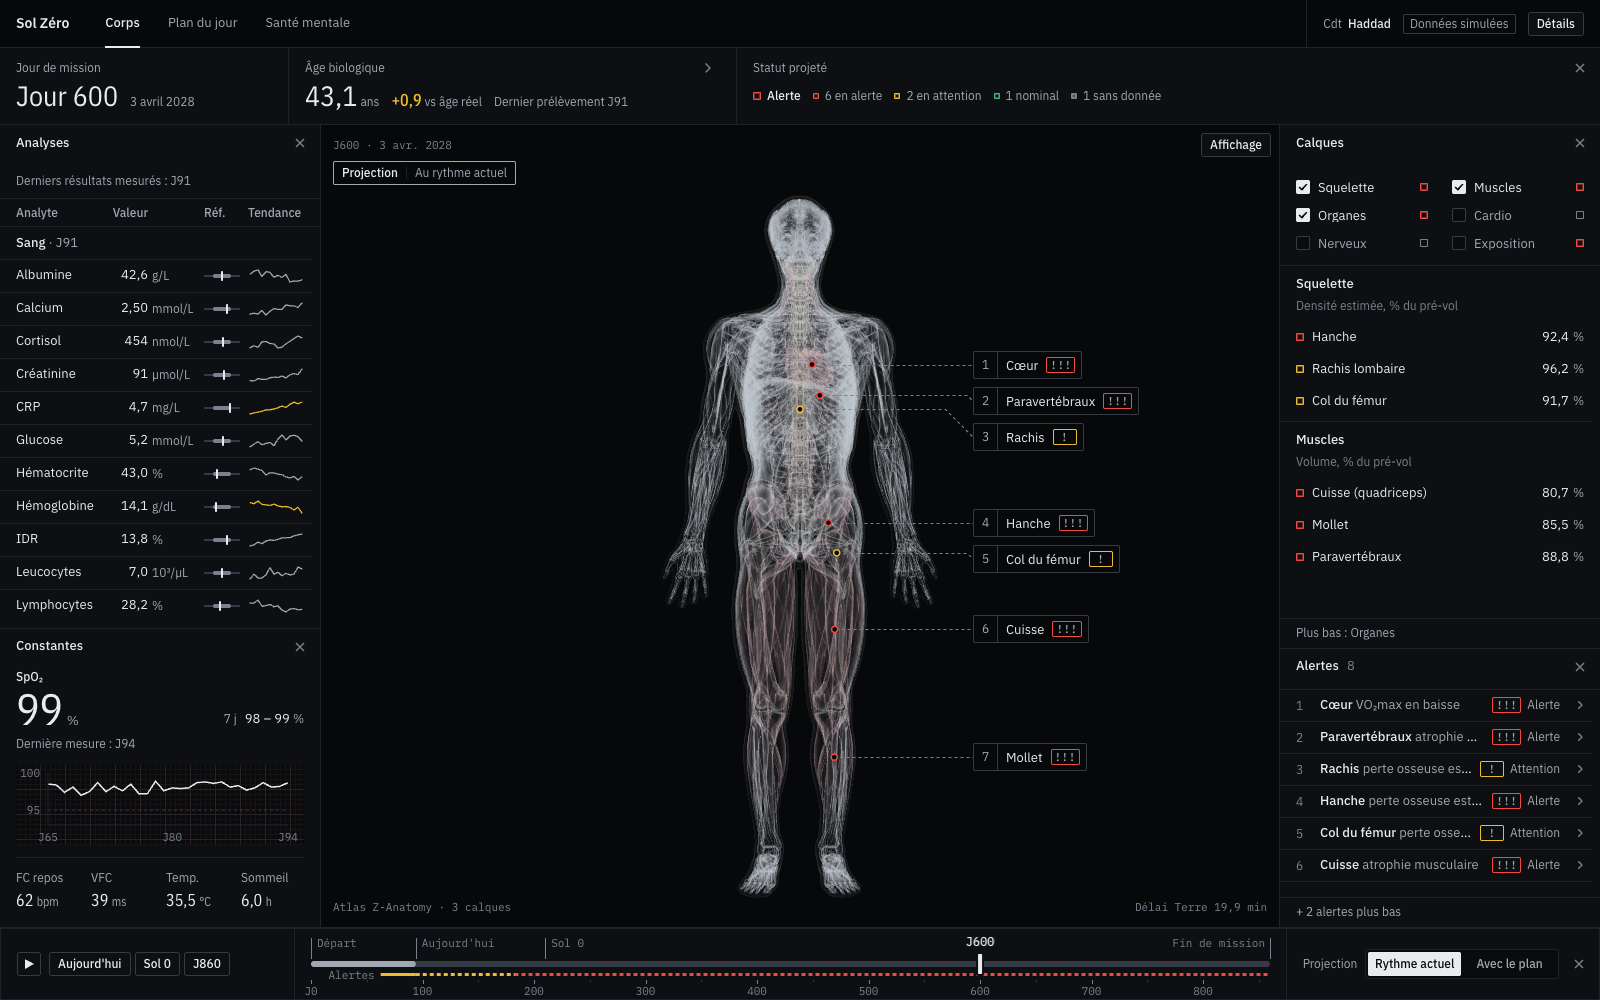 Sol Zéro
Corps
Plan du jour
Santé mentale
Cdt Haddad
Données simulées
Détails
Jour de mission
Jour 600 3 avril 2028
Âge biologique
43,1 ans +0,9 vs âge réel Dernier prélèvement J91
Statut projeté
Alerte 6 en alerte 2 en attention 1 nominal 1 sans donnée
Analyses
Derniers résultats mesurés : J91
Analyte Valeur Réf. Tendance
Sang · J91
Albumine 42,6 g/L
Calcium 2,50 mmol/L
Cortisol 454 nmol/L
Créatinine 91 µmol/L
CRP 4,7 mg/L
Glucose 5,2 mmol/L
Hématocrite 43,0 %
Hémoglobine 14,1 g/dL
IDR 13,8 %
Leucocytes 7,0 10³/µL
Lymphocytes 28,2 %
Constantes
SpO₂
99 %
7 j 98 – 99 %
Dernière mesure : J94
100
95
J65 J80 J94
FC repos VFC Temp. Sommeil
62 bpm 39 ms 35,5 °C 6,0 h
J600 · 3 avr. 2028
Projection Au rythme actuel
Affichage
1 Cœur !!!
2 Paravertébraux !!!
3 Rachis !
4 Hanche !!!
5 Col du fémur !
6 Cuisse !!!
7 Mollet !!!
Atlas Z-Anatomy · 3 calques
Délai Terre 19,9 min
Calques
Squelette Muscles
Organes Cardio
Nerveux Exposition
Squelette
Densité estimée, % du pré-vol
Hanche 92,4 %
Rachis lombaire 96,2 %
Col du fémur 91,7 %
Muscles
Volume, % du pré-vol
Cuisse (quadriceps) 80,7 %
Mollet 85,5 %
Paravertébraux 88,8 %
Plus bas : Organes
Alertes 8
1 Cœur VO₂max en baisse !!! Alerte
2 Paravertébraux atrophie ... !!! Alerte
3 Rachis perte osseuse es... ! Attention
4 Hanche perte osseuse est... !!! Alerte
5 Col du fémur perte osse... ! Attention
6 Cuisse atrophie musculaire !!! Alerte
+ 2 alertes plus bas
Aujourd'hui Sol 0 J860
Départ Aujourd'hui Sol 0 J600 Fin de mission
Alertes
J0 100 200 300 400 500 600 700 800
Projection Rythme actuel Avec le plan